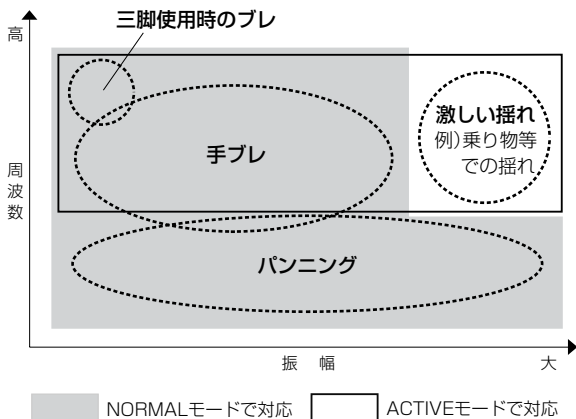 三脚使用時のブレ
高
周波数
手ブレ
激しい揺れ
例)乗り物等
での揺れ
パンニング
振 幅
大
NORMALモードで対応
ACTIVEモードで対応